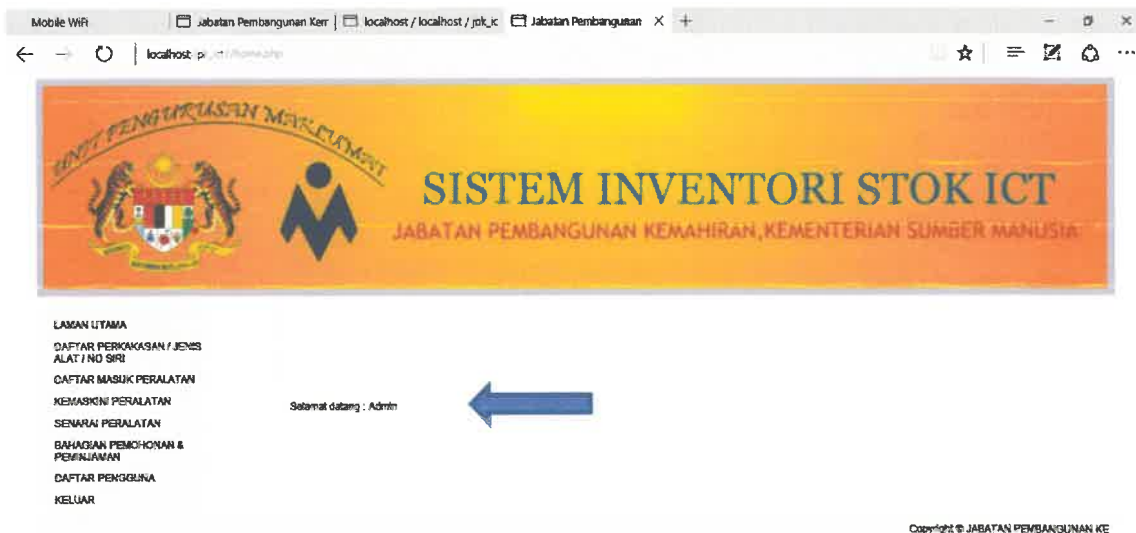 Mobile WiFi
Jabatan Pembangunan Kerr
localhost / localhost / jpk_ic
Jabatan Pembangunan
localhost
UNIT PENGURUSAN MAKLUMAT
SISTEM INVENTORI STOK ICT
JABATAN PEMBANGUNAN KEMAHIRAN,KEMENTERIAN SUMBER MANUSIA
LAMAN UTAMA
DAFTAR PERKAKASAN / JENIS
ALAT / NO SIRI
DAFTAR MASUK PERALATAN
KEMASKINI PERALATAN
Selamat datang : Admin
SENARAI PERALATAN
BAHAGIAN PEMOHONAN &
PEMINJAMAN
DAFTAR PENGGUNA
KELUAR
Copyright © JABATAN PEMBANGUNAN KE